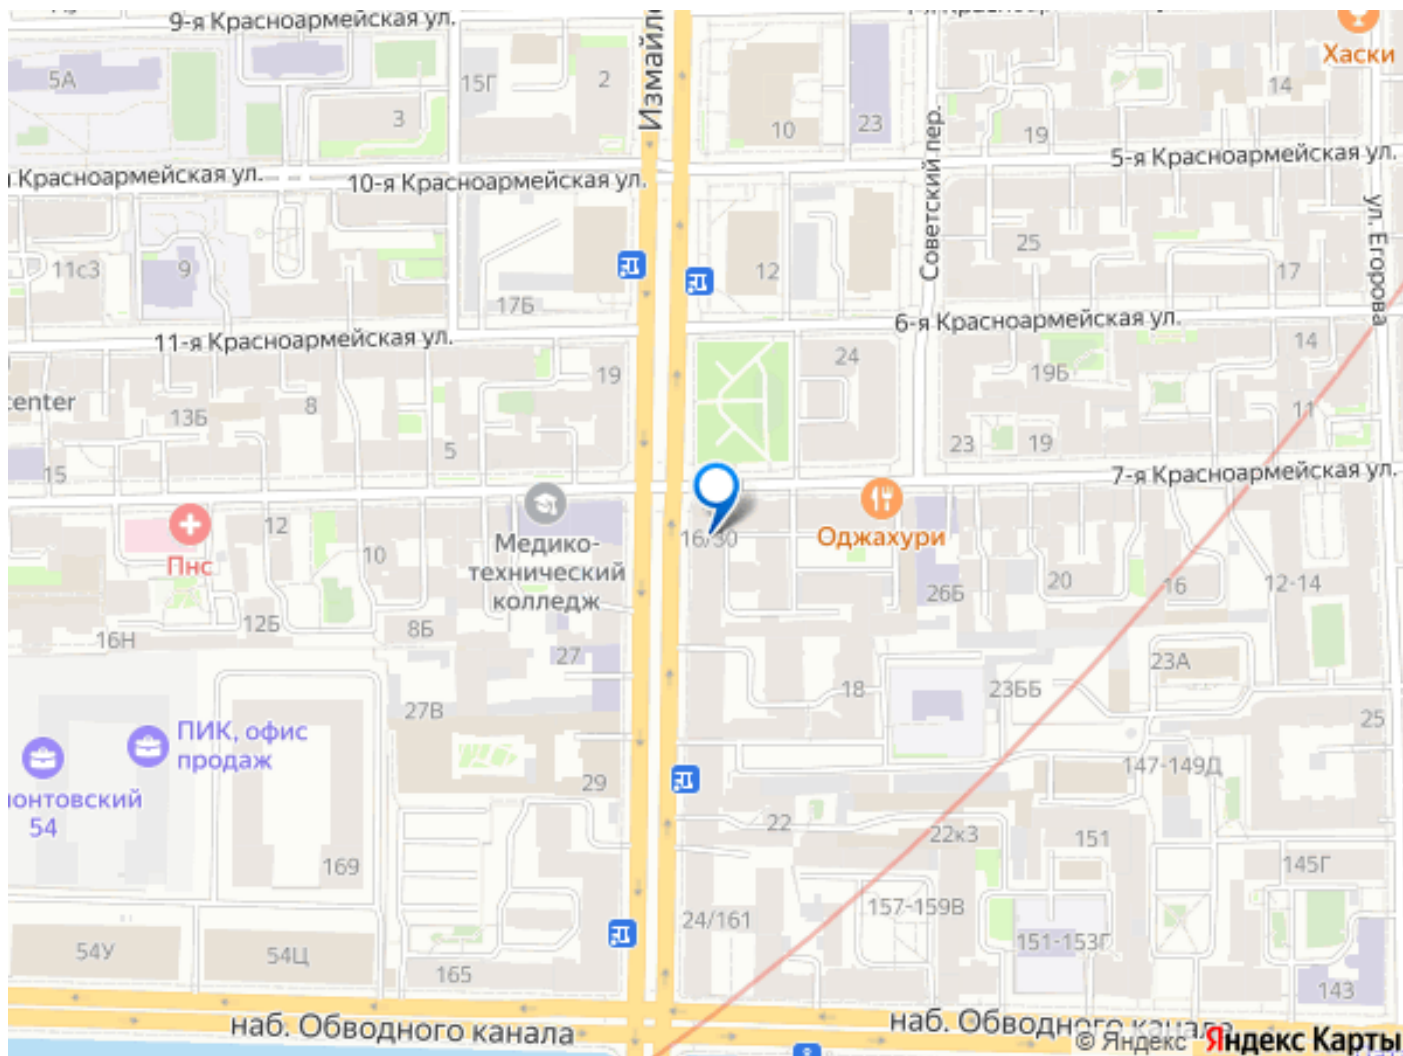 9-я Красноармейская ул.
Хаски
5А
15Г
2
14
3
10
23
19
Советский пер.
5-я Красноармейская ул.
Красноармейская ул.
10-я Красноармейская ул.
ул. Егорова
25
11с3
9
12
17
17Б
6-я Красноармейская ул.
11-я Красноармейская ул.
14
24
19
19Б
center
13Б
8
11
5
23
19
15
7-я Красноармейская ул.
12
16/30
Оджахури
Медико-
технический
колледж
Пнс
10
20
16
12-14
26Б
12Б
8Б
16Н
27
23А
18
23ББ
27В
25
ПИК, офис
продаж
147-149Д
29
54
22
22к3
151
169
145Г
157-159В
24/161
151-153Г
54У
54Ц
165
143
наб. Обводного канала
наб. Обводного канала
© Яндекс Яндекс Карты